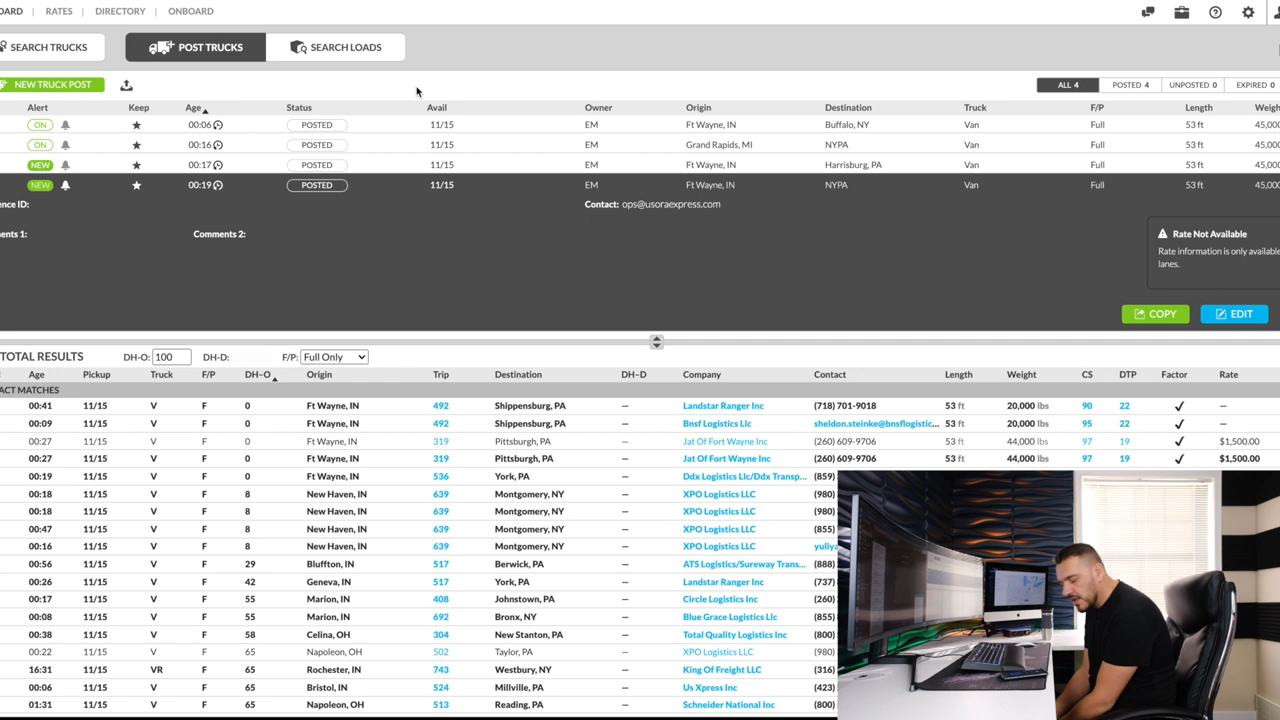 OARD | RATES | DIRECTORY | ONBOARD
SEARCH TRUCKS POST TRUCKS SEARCH LOADS
NEW TRUCK POST ALL 4 POSTED 4 UNPOSTED 0 EXPIRED 0
Alert Keep Age Status Avail Owner Origin Destination Truck F/P Length Weigh
ON 00:06 POSTED 11/15 EM Ft Wayne, IN Buffalo, NY Van Full 53 ft 45,000
ON 00:16 POSTED 11/15 EM Grand Rapids, MI NYPA Van Full 53 ft 45,000
NEW 00:17 POSTED 11/15 EM Ft Wayne, IN Harrisburg, PA Van Full 53 ft 45,000
NEW 00:19 POSTED 11/15 EM Ft Wayne, IN NYPA Van Full 53 ft 45,000
ence ID: Contact: ops@usoraexpress.com
ents 1: Comments 2: Rate Not Available
Rate information is only available
lanes.
COPY EDIT
TOTAL RESULTS DH-O: 100 DH-D: F/P: Full Only
Age Pickup Truck F/P DH-O Origin Trip Destination DH-D Company Contact Length Weight CS DTP Factor Rate
ACT MATCHES
00:41 11/15 V F 0 Ft Wayne, IN 492 Shippensburg, PA — Landstar Ranger Inc (718) 701-9018 53 ft 20,000 lbs 90 22 ✓ —
00:09 11/15 V F 0 Ft Wayne, IN 492 Shippensburg, PA — Bnsf Logistics Llc sheldon.steinke@bnsflogistic... 53 ft 20,000 lbs 95 22 ✓ —
00:27 11/15 V F 0 Ft Wayne, IN 319 Pittsburgh, PA — Jat Of Fort Wayne Inc (260) 609-9706 53 ft 44,000 lbs 97 19 ✓ $1,500.00
00:27 11/15 V F 0 Ft Wayne, IN 319 Pittsburgh, PA — Jat Of Fort Wayne Inc (260) 609-9706 53 ft 44,000 lbs 97 19 ✓ $1,500.00
00:19 11/15 V F 0 Ft Wayne, IN 536 York, PA — Ddx Logistics Llc/Ddx Transp... (859)
00:18 11/15 V F 8 New Haven, IN 639 Montgomery, NY — XPO Logistics LLC (980)
00:18 11/15 V F 8 New Haven, IN 639 Montgomery, NY — XPO Logistics LLC (980)
00:47 11/15 V F 8 New Haven, IN 639 Montgomery, NY — XPO Logistics LLC (855)
00:16 11/15 V F 8 New Haven, IN 639 Montgomery, NY — XPO Logistics LLC yuliya
00:56 11/15 V F 29 Bluffton, IN 517 Berwick, PA — ATS Logistics/Sureway Trans... (888)
00:26 11/15 V F 42 Geneva, IN 517 York, PA — Landstar Ranger Inc (737)
00:17 11/15 V F 55 Marion, IN 408 Johnstown, PA — Circle Logistics Inc (260)
00:08 11/15 V F 55 Marion, IN 692 Bronx, NY — Blue Grace Logistics Llc (855)
00:38 11/15 V F 58 Celina, OH 304 New Stanton, PA — Total Quality Logistics Inc (800)
00:22 11/15 V F 65 Napoleon, OH 502 Taylor, PA — XPO Logistics LLC (980)
16:31 11/15 VR F 65 Rochester, IN 743 Westbury, NY — King Of Freight LLC (316)
00:06 11/15 V F 65 Bristol, IN 524 Millville, PA — Us Xpress Inc (423)
01:31 11/15 V F 65 Napoleon, OH 513 Reading, PA — Schneider National Inc (800)